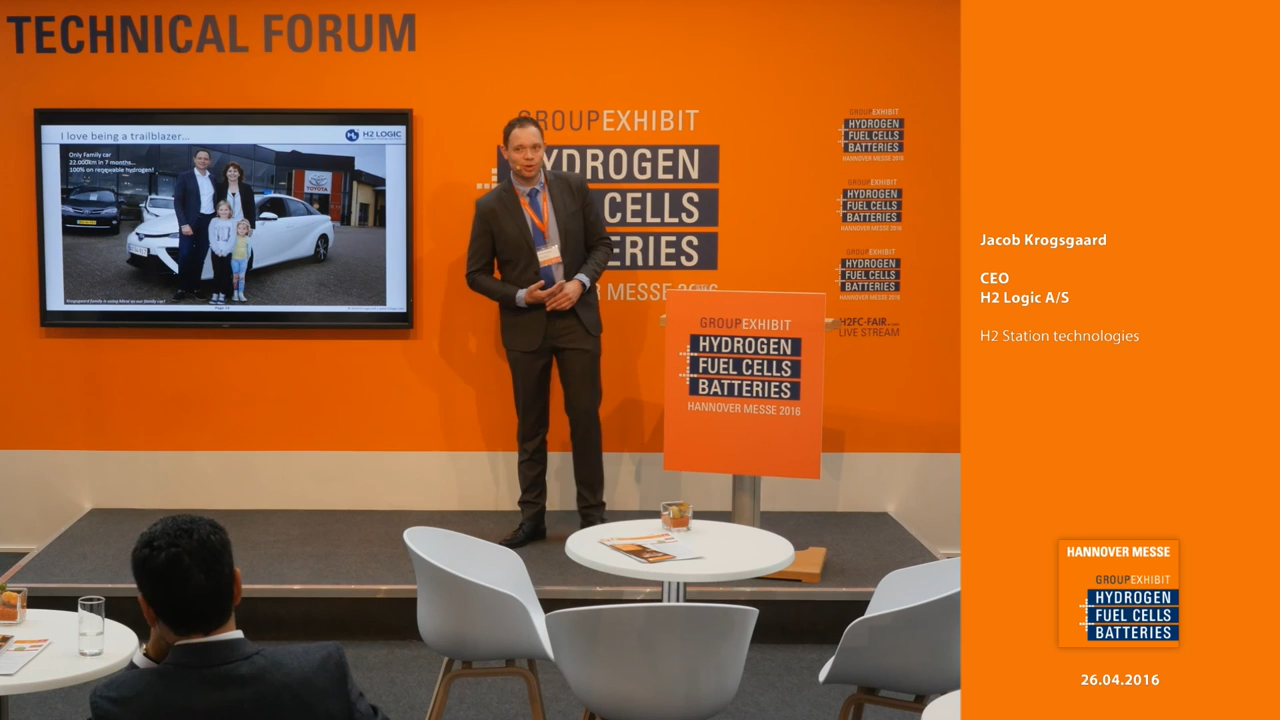 TECHNICAL FORUM
I love being a trailblazer...
H2 LOGIC
Only Family car
22.000km in 7 months...
100% on renewable hydrogen!
TOYOTA
GROUPEXHIBIT
HYDROGEN
CELLS
BATTERIES
MESSE 2016
GROUPEXHIBIT
HYDROGEN
FUEL CELLS
BATTERIES
HANNOVER MESSE 2016
GROUPEXHIBIT
HYDROGEN
FUEL CELLS
BATTERIES
HANNOVER MESSE 2016
GROUPEXHIBIT
HYDROGEN
FUEL CELLS
BATTERIES
HANNOVER MESSE 2016
H2FC-FAIR
LIVE STREAM
GROUPEXHIBIT
HYDROGEN
FUEL CELLS
BATTERIES
HANNOVER MESSE 2016
Jacob Krogsgaard
CEO
H2 Logic A/S
H2 Station technologies
HANNOVER MESSE
GROUPEXHIBIT
HYDROGEN
FUEL CELLS
BATTERIES
26.04.2016